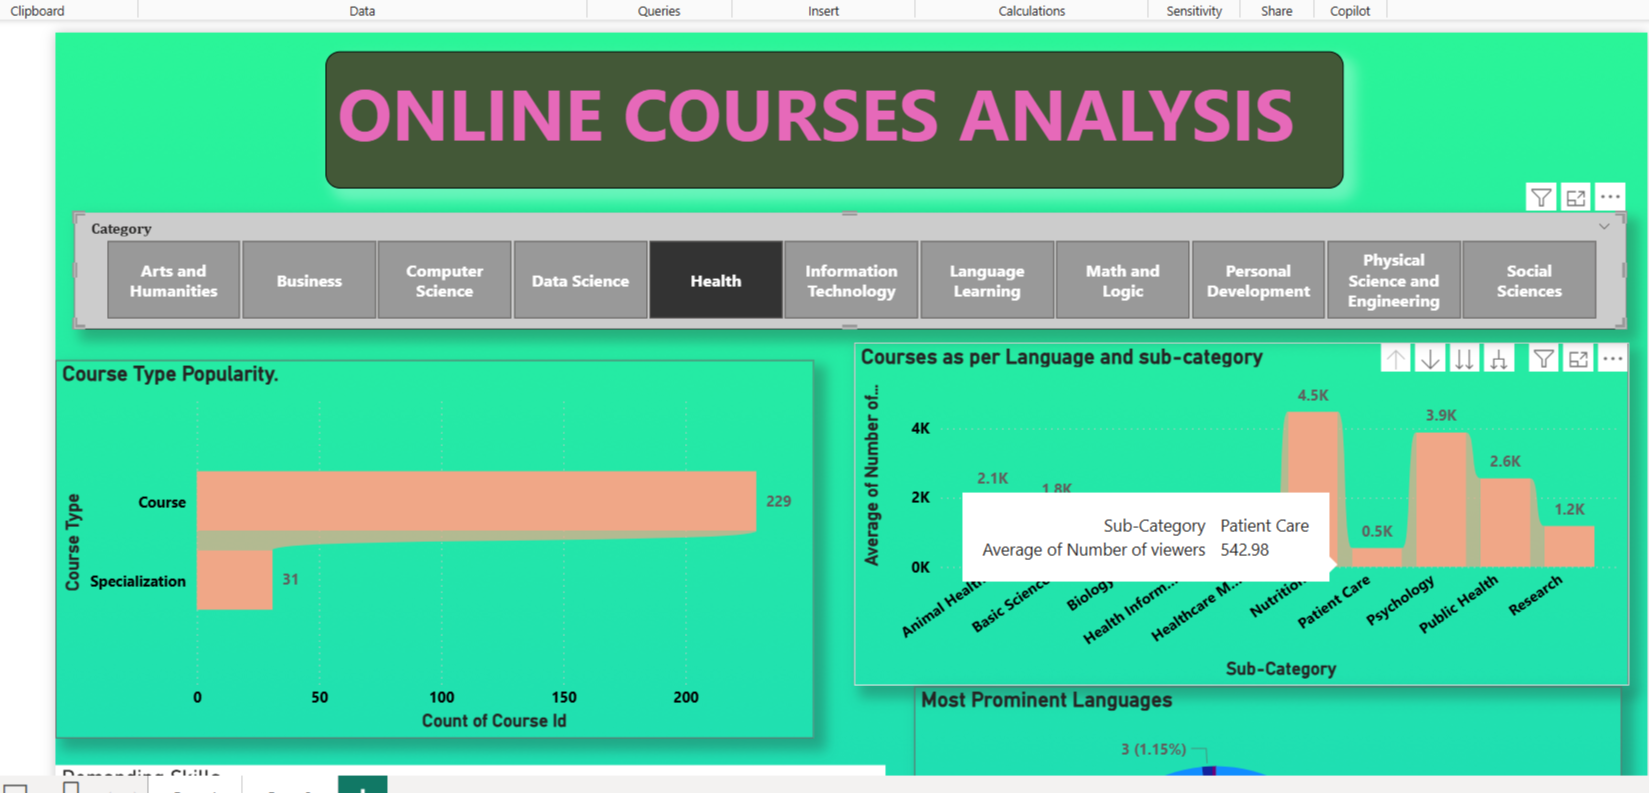 Clipboard
Data
Queries
Insert
Calculations
Sensitivity
Share
Copilot
ONLINE COURSES ANALYSIS
Category
Arts and
Humanities
Business
Computer
Science
Data Science
Health
Information
Technology
Language
Learning
Math and
Logic
Personal
Development
Physical
Science and
Engineering
Social
Sciences
Course Type Popularity.
Course Type
Course
229
Specialization
31
0
50
100
150
200
Count of Course Id
Courses as per Language and sub-category
Average of Number of...
4K
2K
0K
2.1K
1.8K
4.5K
0.5K
3.9K
2.6K
1.2K
Sub-Category Patient Care
Average of Number of viewers 542.98
Animal Health
Basic Science
Biology
Health Inform...
Healthcare M...
Nutrition
Patient Care
Psychology
Public Health
Research
Sub-Category
Most Prominent Languages
3 (1.15%)